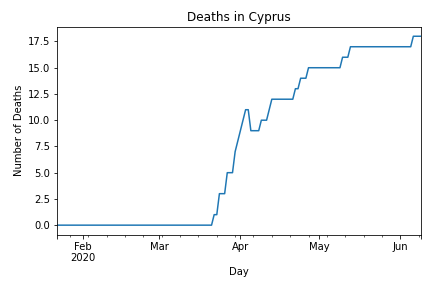 Deaths in Cyprus
Number of Deaths
17.5
15.0
12.5
10.0
7.5
5.0
2.5
0.0
Feb
2020
Mar
Apr
May
Jun
Day